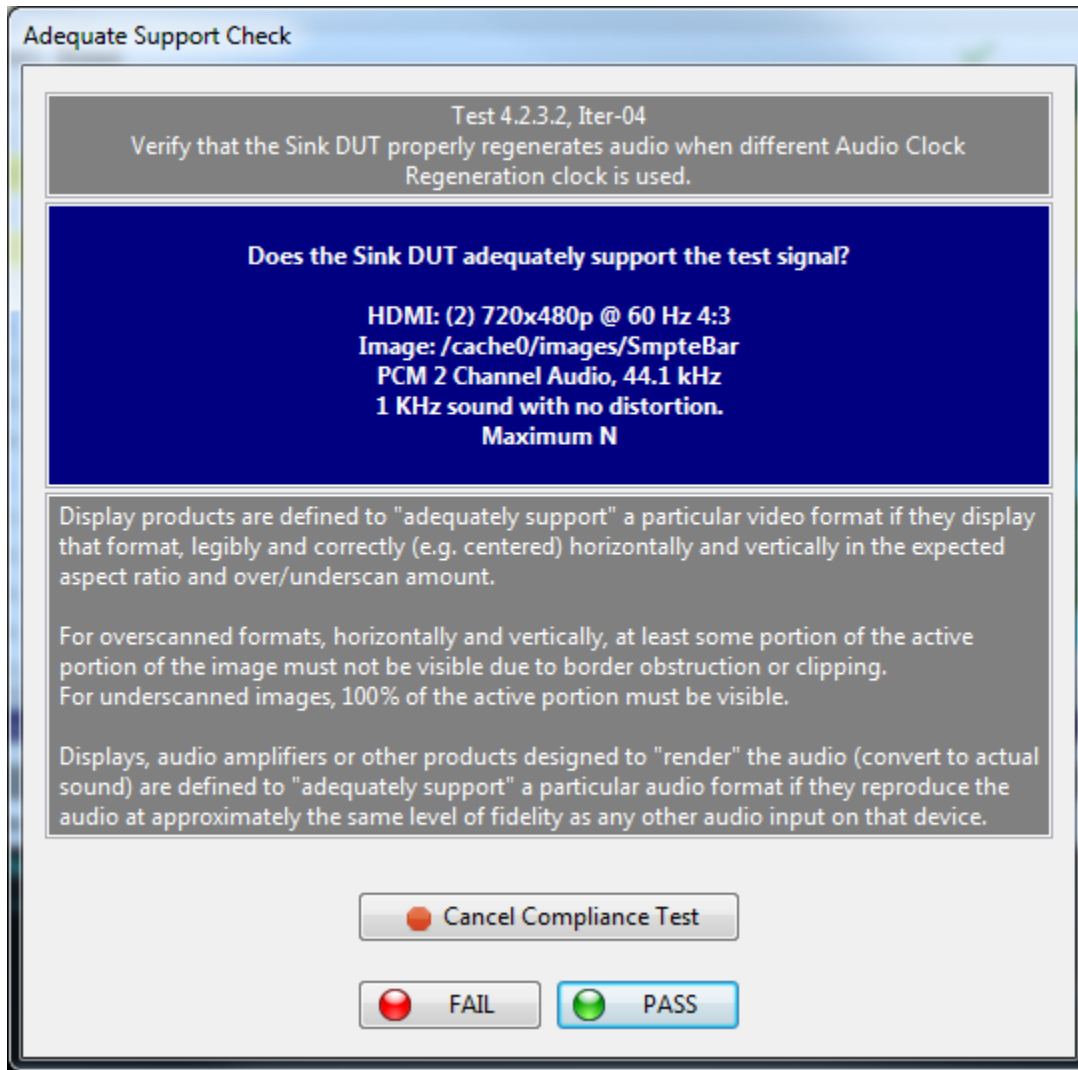 Adequate Support Check
Test 4.2.3.2, Iter-04
Verify that the Sink DUT properly regenerates audio when different Audio Clock
Regeneration clock is used.
Does the Sink DUT adequately support the test signal?
HDMI: (2) 720x480p @ 60 Hz 4:3
Image: /cache0/images/SmpteBar
PCM 2 Channel Audio, 44.1 kHz
1 KHz sound with no distortion.
Maximum N
Display products are defined to "adequately support" a particular video format if they display
that format, legibly and correctly (e.g. centered) horizontally and vertically in the expected
aspect ratio and over/underscan amount.
For overscanned formats, horizontally and vertically, at least some portion of the active
portion of the image must not be visible due to border obstruction or clipping.
For underscanned images, 100% of the active portion must be visible.
Displays, audio amplifiers or other products designed to "render" the audio (convert to actual
sound) are defined to "adequately support" a particular audio format if they reproduce the
audio at approximately the same level of fidelity as any other audio input on that device.
Cancel Compliance Test
FAIL PASS